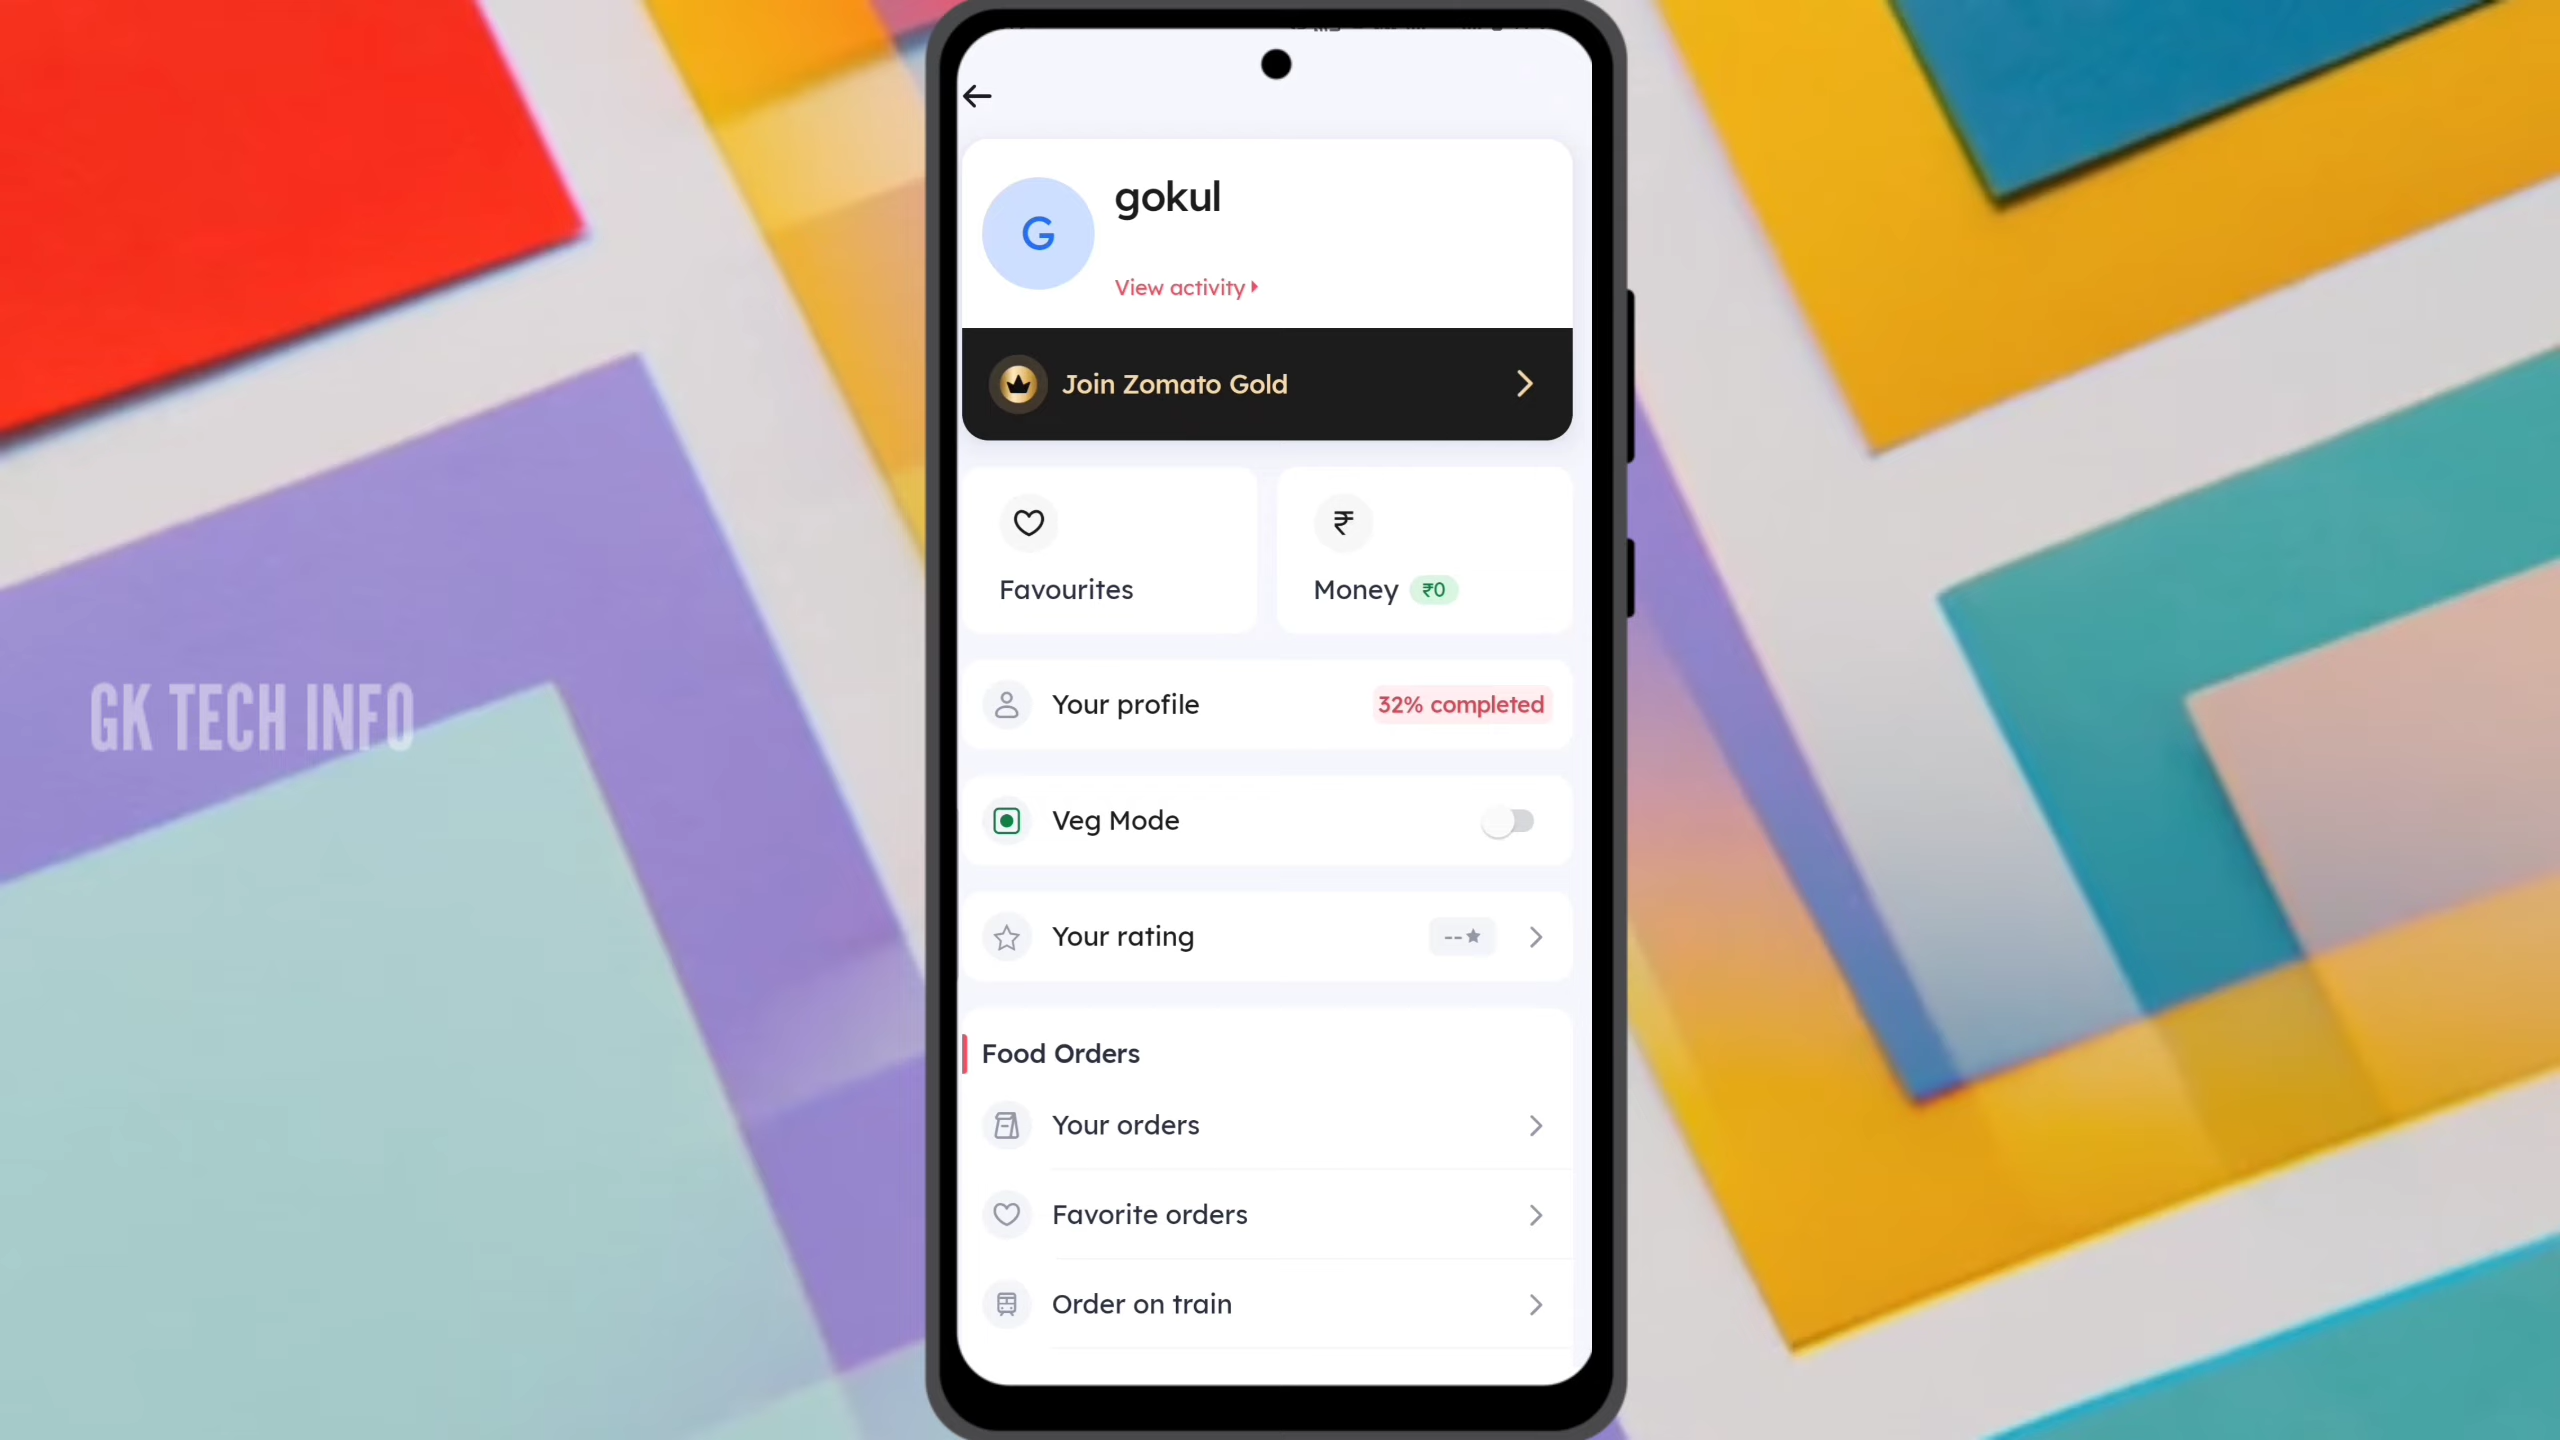 gokul
G
View activity
Join Zomato Gold
Favourites
₹
Money ₹0
Your profile 32% completed
Veg Mode
Your rating --★
Food Orders
Your orders
Favorite orders
Order on train
GK TECH INFO